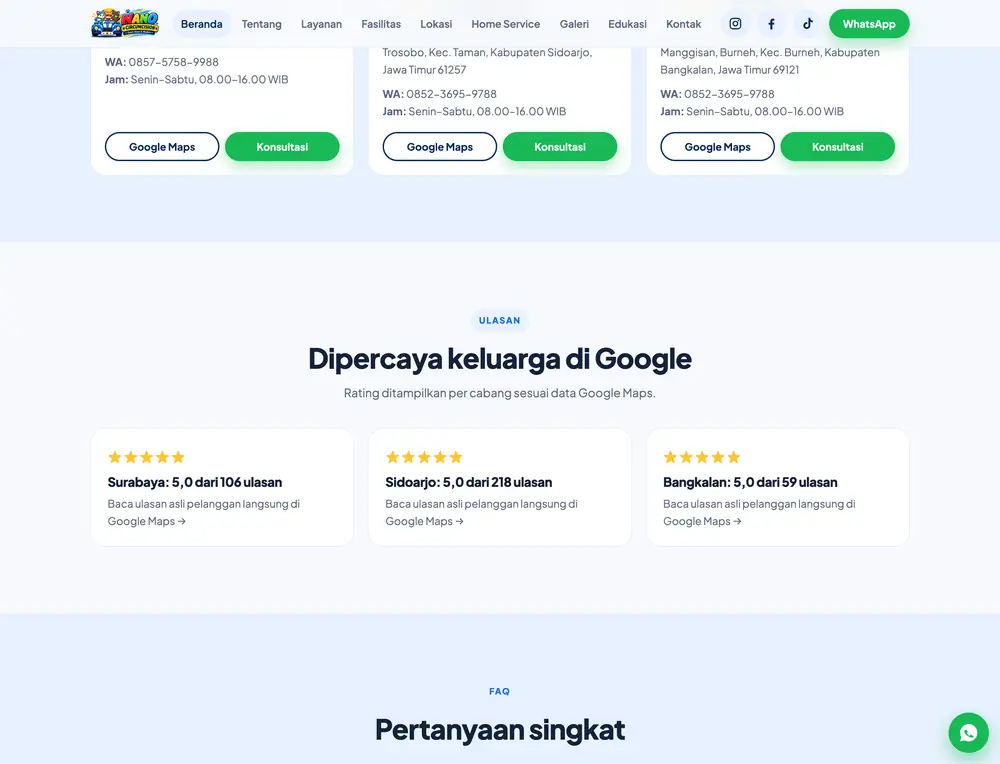 NANO
Beranda
Tentang
Layanan
Fasilitas
Lokasi
Home Service
Galeri
Edukasi
Kontak
WhatsApp
WA: 0857-5758-9988
Jam: Senin–Sabtu, 08.00–16.00 WIB
Google Maps
Konsultasi
Trosobo, Kec. Taman, Kabupaten Sidoarjo,
Jawa Timur 61257
WA: 0852-3695-9788
Jam: Senin–Sabtu, 08.00–16.00 WIB
Google Maps
Konsultasi
Manggisan, Burneh, Kec. Burneh, Kabupaten
Bangkalan, Jawa Timur 69121
WA: 0852-3695-9788
Jam: Senin–Sabtu, 08.00–16.00 WIB
Google Maps
Konsultasi
ULASAN
Dipercaya keluarga di Google
Rating ditampilkan per cabang sesuai data Google Maps.
Surabaya: 5,0 dari 106 ulasan
Baca ulasan asli pelanggan langsung di
Google Maps →
Sidoarjo: 5,0 dari 218 ulasan
Baca ulasan asli pelanggan langsung di
Google Maps →
Bangkalan: 5,0 dari 59 ulasan
Baca ulasan asli pelanggan langsung di
Google Maps →
FAQ
Pertanyaan singkat